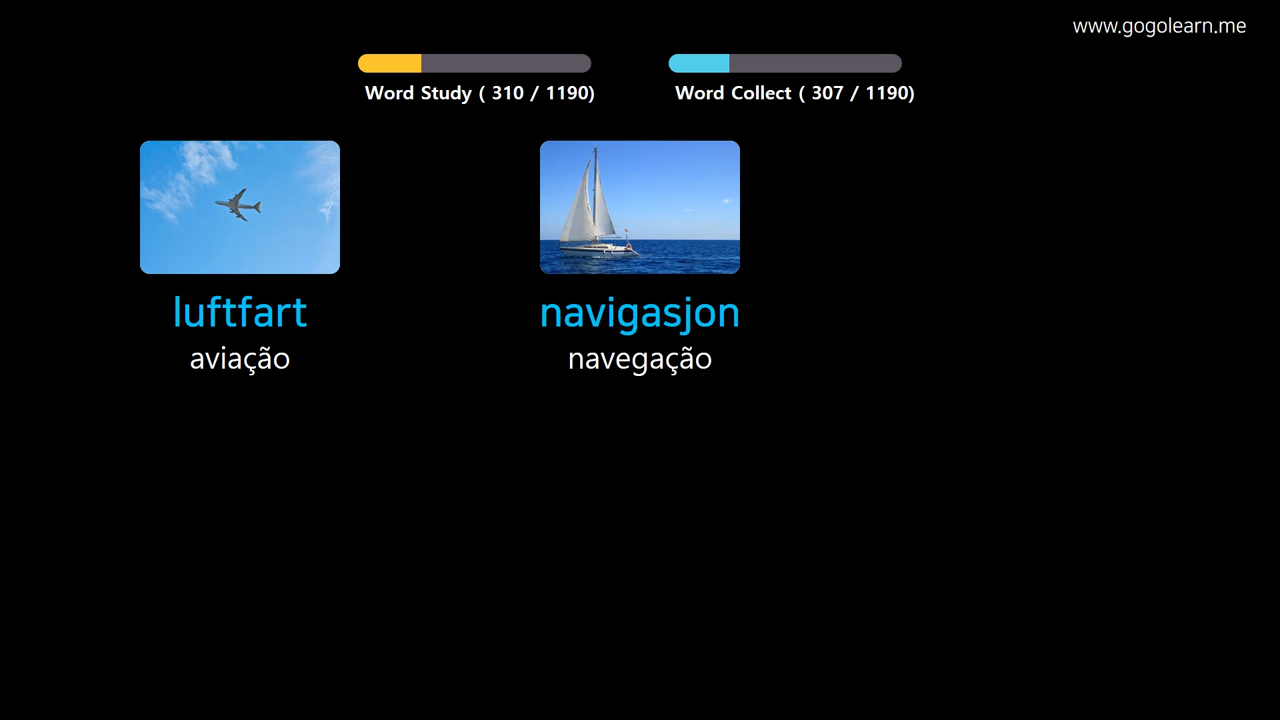 www.gogolearn.me
Word Study ( 310 / 1190)
Word Collect ( 307 / 1190)
luftfart
navigasjon
aviação
navegação